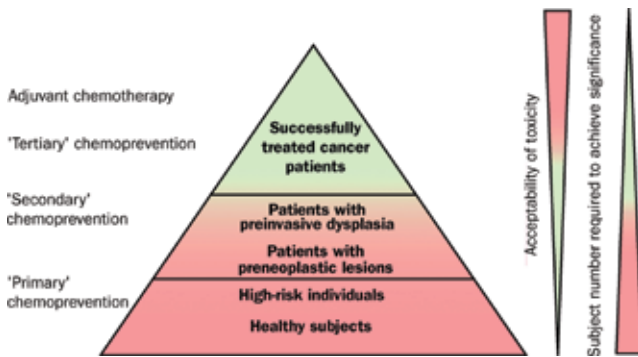 Adjuvant chemotherapy
'Tertiary' chemoprevention
'Secondary'
chemoprevention
'Primary'
chemoprevention
Successfully
treated cancer
patients
Patients with
preinvasive dysplasia
Patients with
preneoplastic lesions
High-risk individuals
Healthy subjects
Acceptability of toxicity
Subject number required to achieve significance